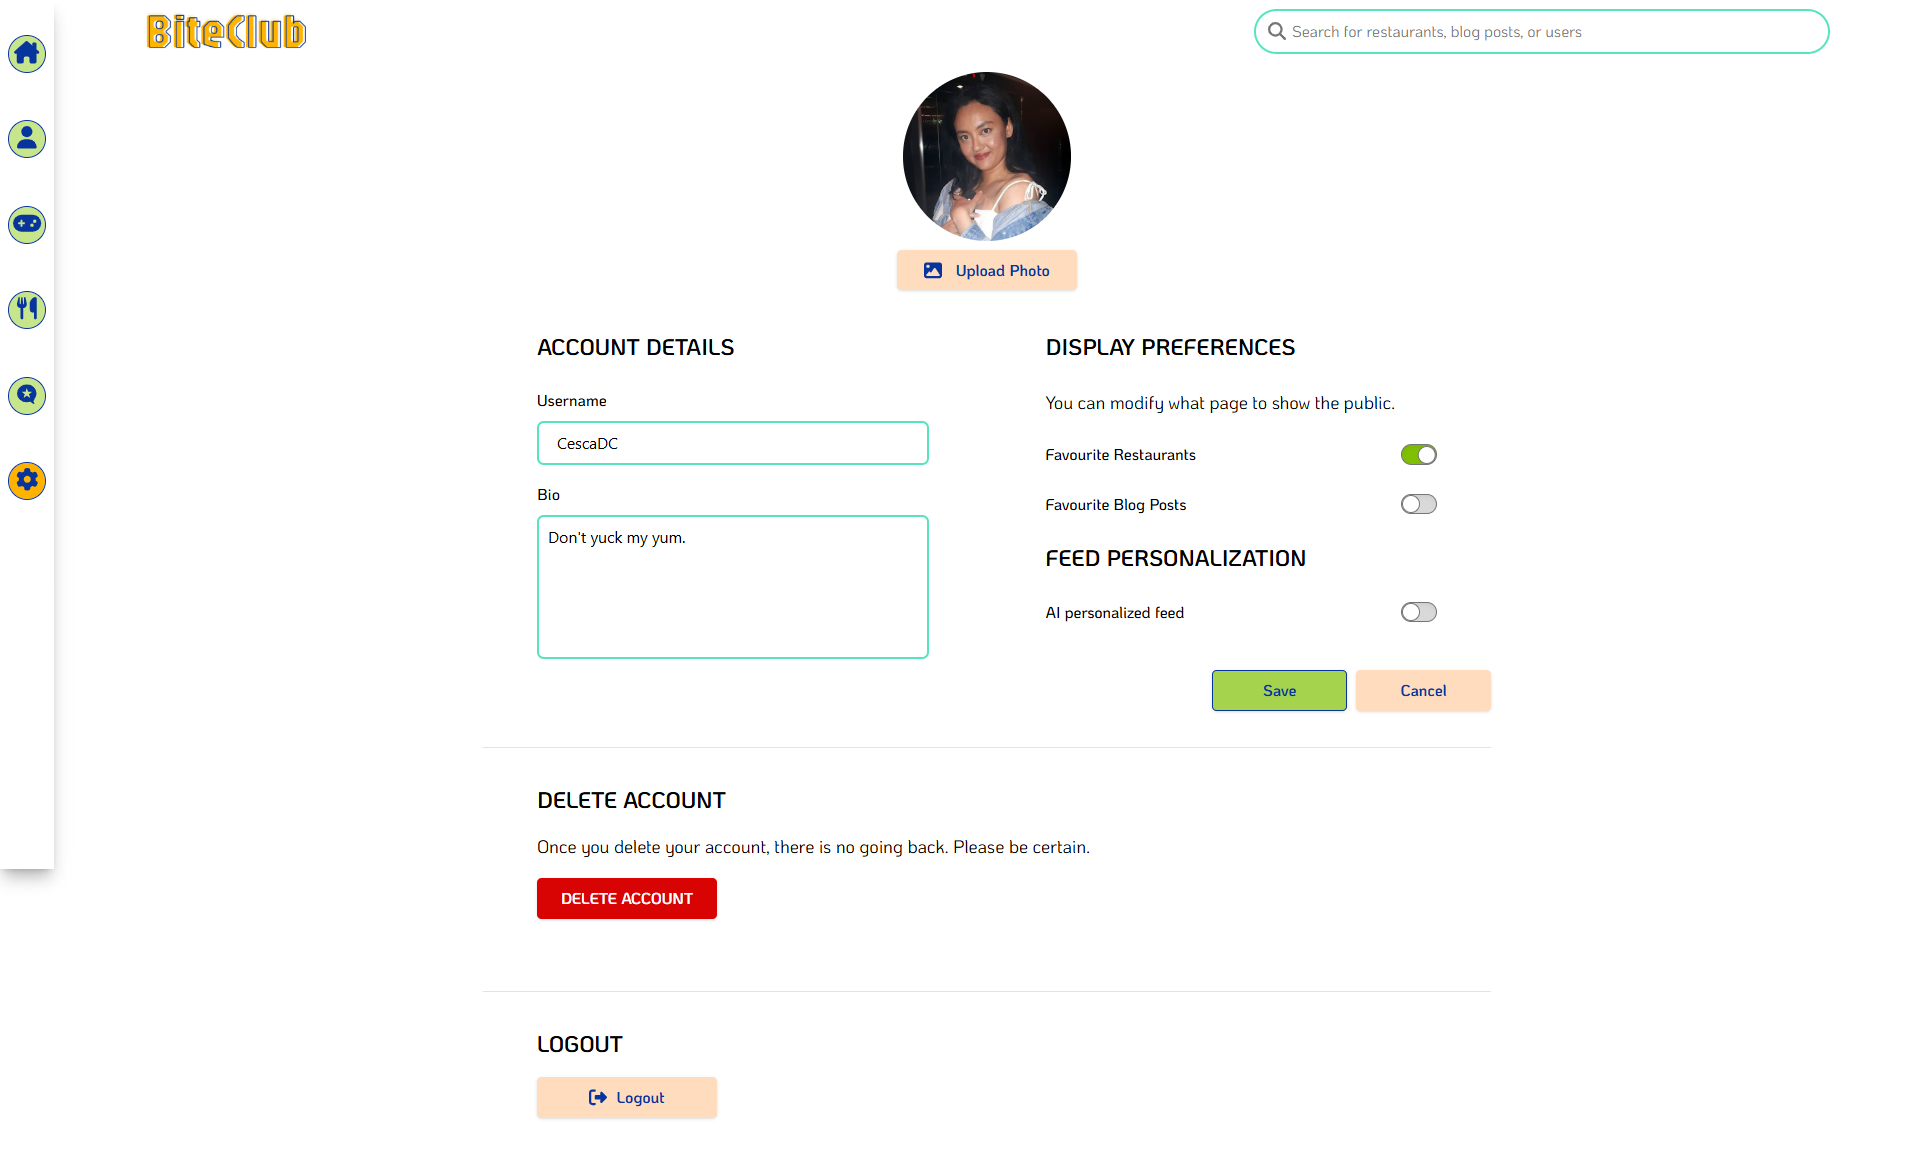 BiteClub
Search for restaurants, blog posts, or users
Upload Photo
ACCOUNT DETAILS
Username
CescaDC
Bio
Don't yuck my yum.
DISPLAY PREFERENCES
You can modify what page to show the public.
Favourite Restaurants
Favourite Blog Posts
FEED PERSONALIZATION
AI personalized feed
Save
Cancel
DELETE ACCOUNT
Once you delete your account, there is no going back. Please be certain.
DELETE ACCOUNT
LOGOUT
Logout